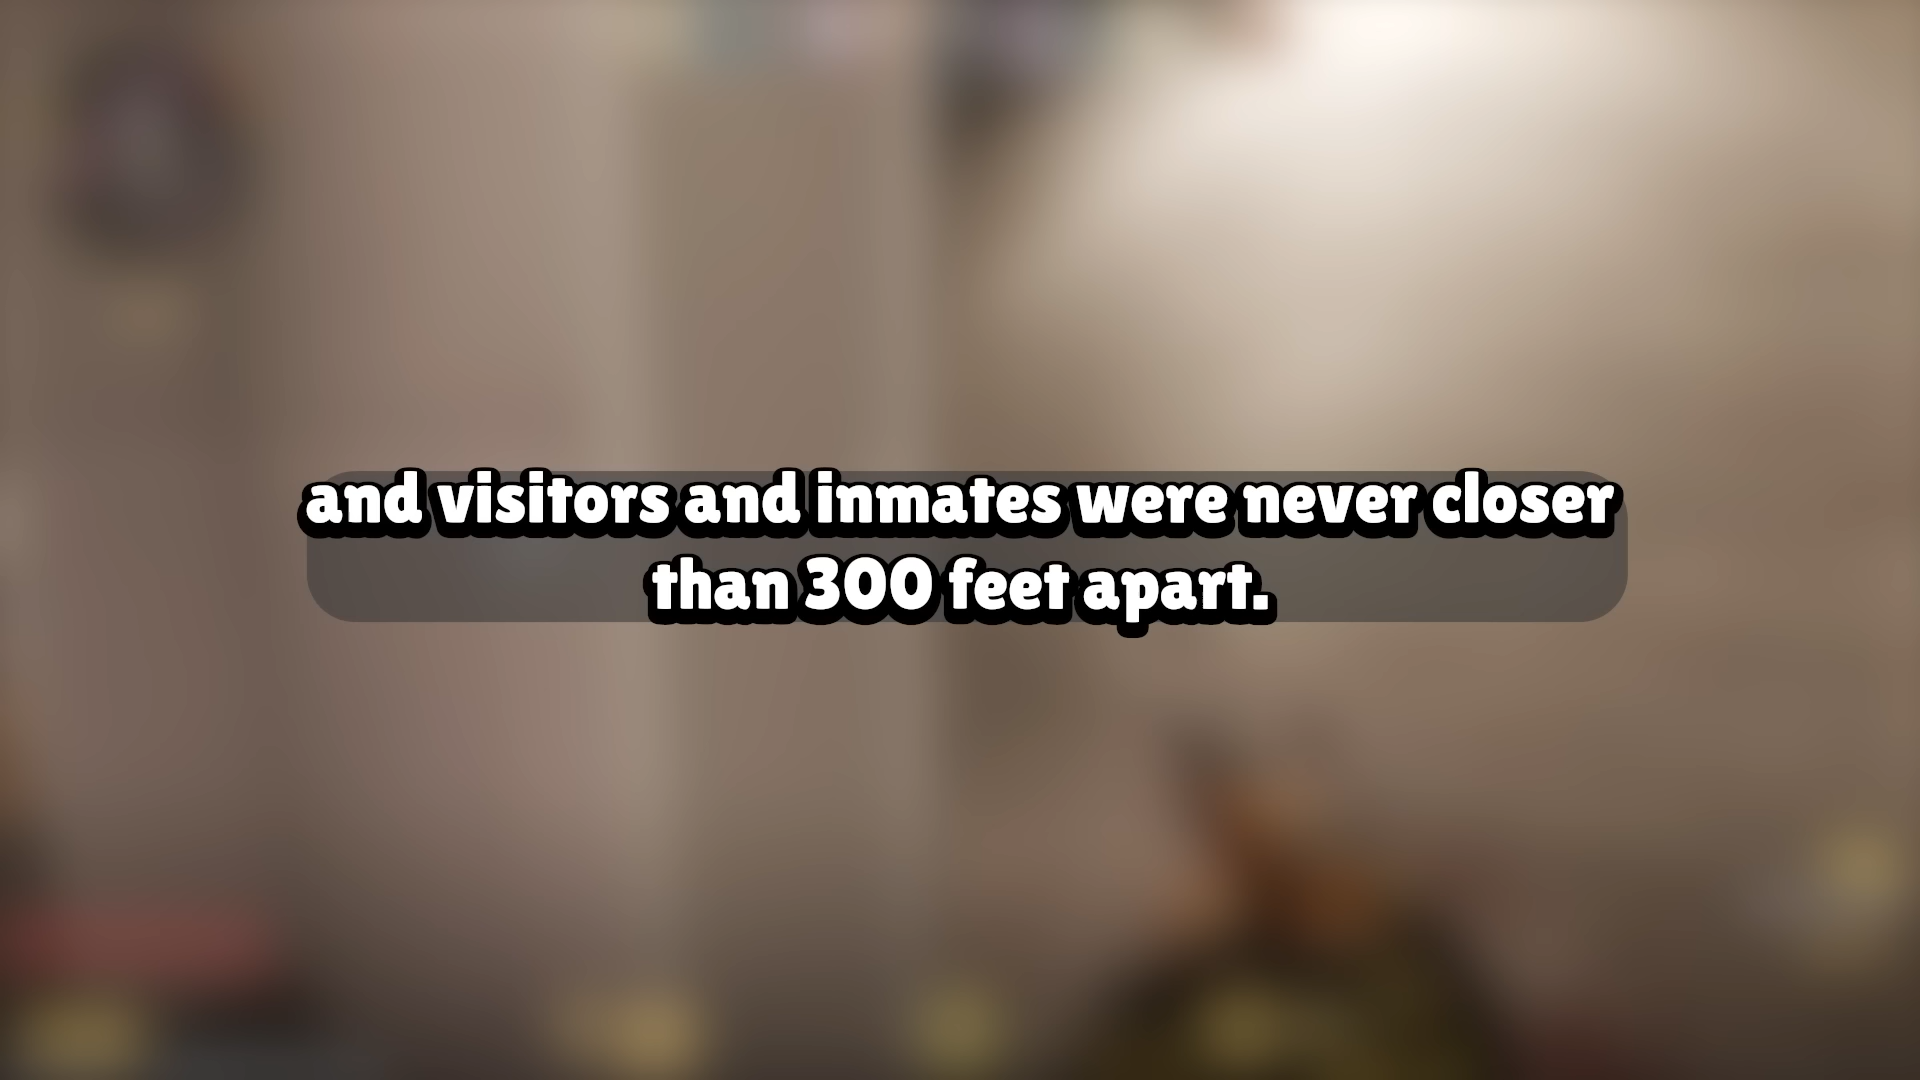 and visitors and inmates were never closer
than 300 feet apart.